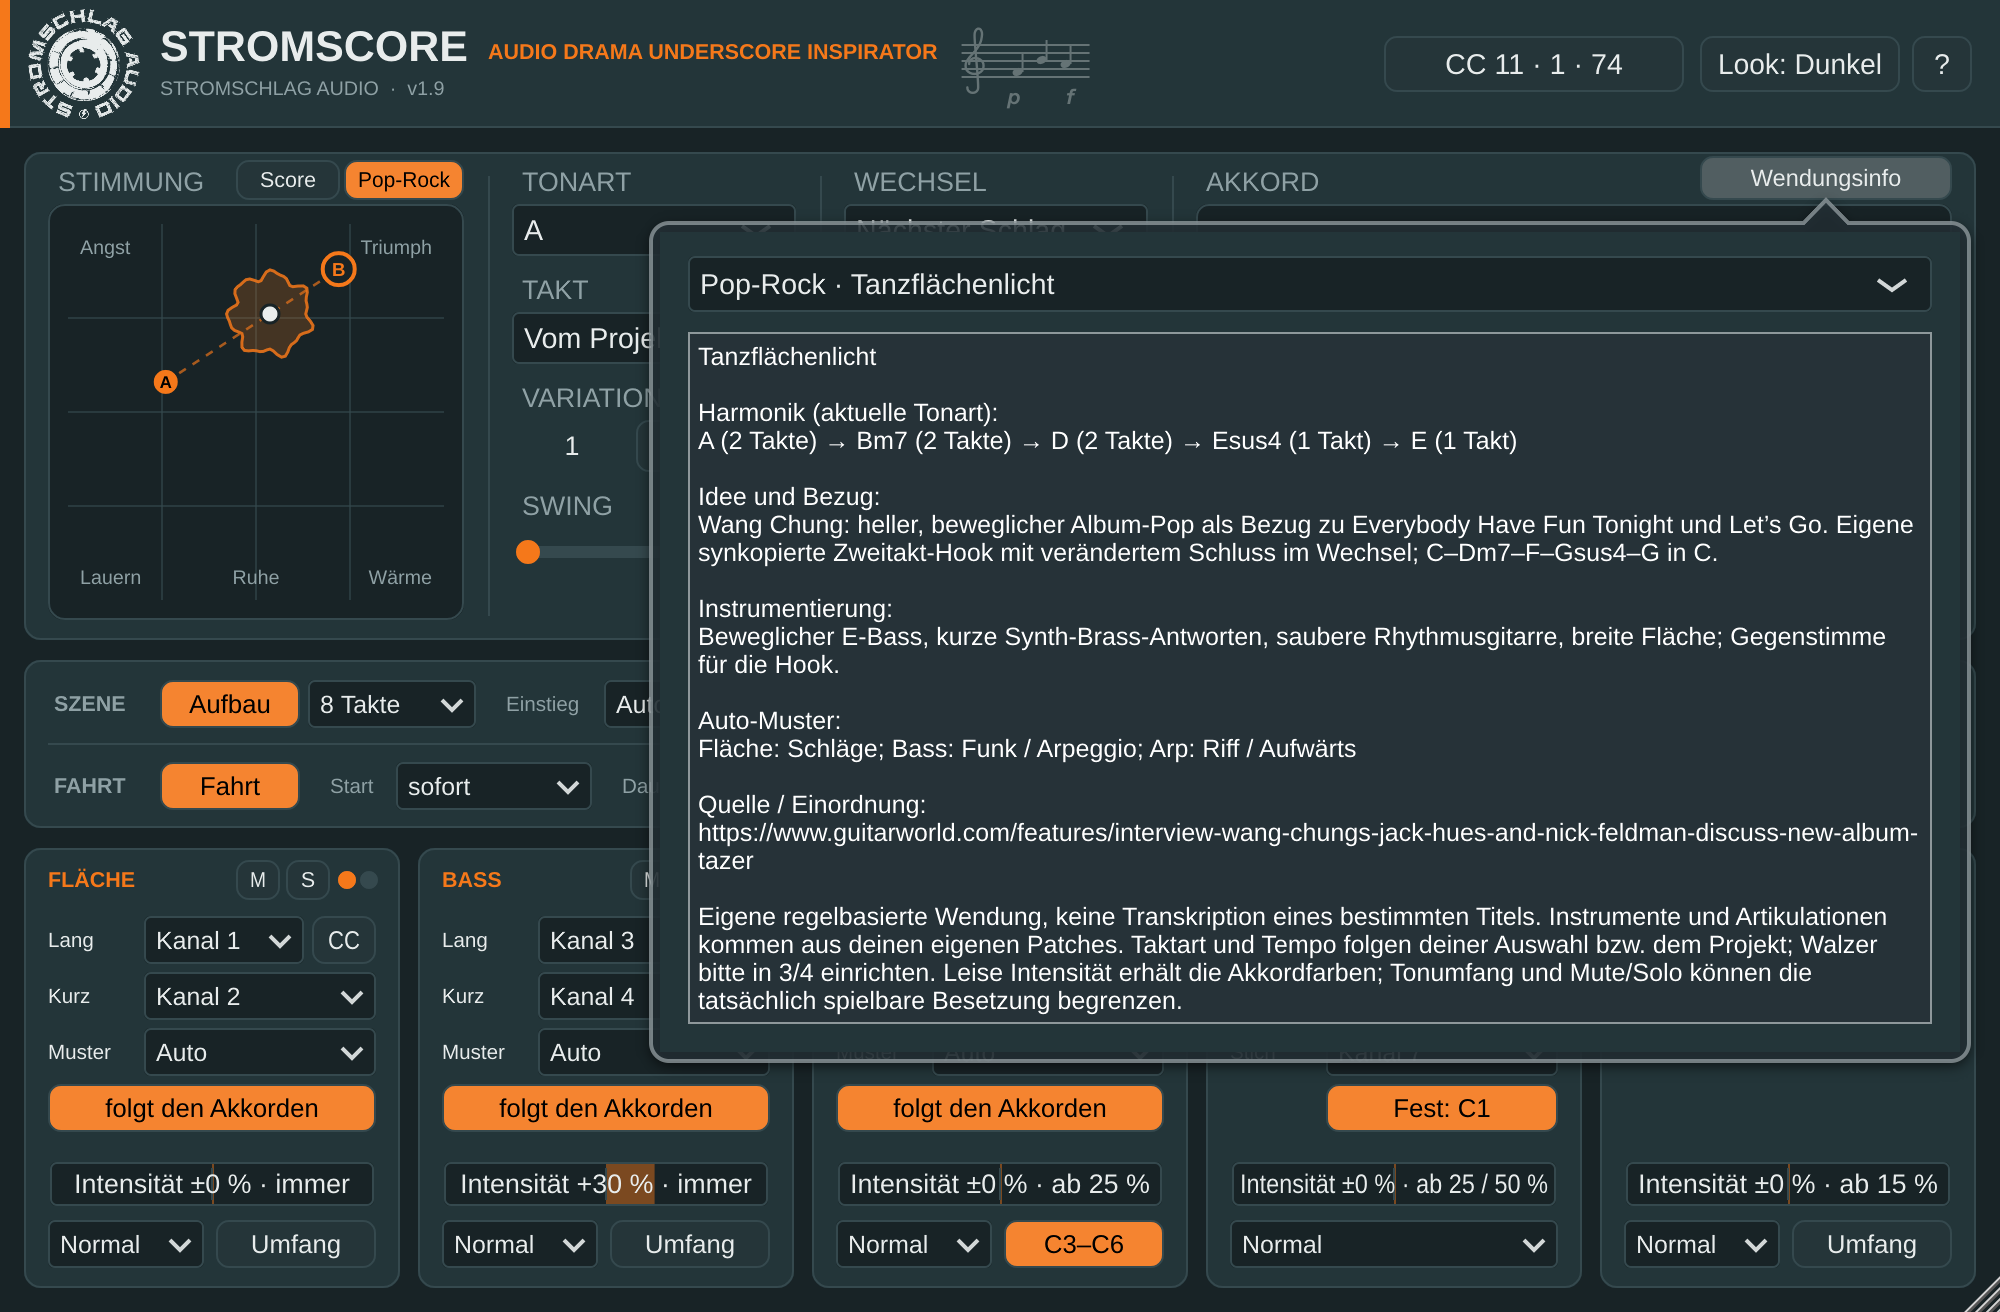 STROMSCHLAG AUDIO
STROMSCORE AUDIO DRAMA UNDERSCORE INSPIRATOR
STROMSCHLAG AUDIO · v1.9
p f
CC 11 · 1 · 74
Look: Dunkel
?
STIMMUNG
Score
Pop-Rock
Angst
Triumph
A
B
Lauern
Ruhe
Wärme
TONART
A
TAKT
Vom Proje
VARIATION
1
SWING
WECHSEL
Nächster Schlag
AKKORD
Wendungsinfo
Pop-Rock · Tanzflächenlicht
Tanzflächenlicht
Harmonik (aktuelle Tonart):
A (2 Takte) → Bm7 (2 Takte) → D (2 Takte) → Esus4 (1 Takt) → E (1 Takt)
Idee und Bezug:
Wang Chung: heller, beweglicher Album-Pop als Bezug zu Everybody Have Fun Tonight und Let’s Go. Eigene
synkopierte Zweitakt-Hook mit verändertem Schluss im Wechsel; C–Dm7–F–Gsus4–G in C.
Instrumentierung:
Beweglicher E-Bass, kurze Synth-Brass-Antworten, saubere Rhythmusgitarre, breite Fläche; Gegenstimme
für die Hook.
Auto-Muster:
Fläche: Schläge; Bass: Funk / Arpeggio; Arp: Riff / Aufwärts
Quelle / Einordnung:
https://www.guitarworld.com/features/interview-wang-chungs-jack-hues-and-nick-feldman-discuss-new-album-
tazer
Eigene regelbasierte Wendung, keine Transkription eines bestimmten Titels. Instrumente und Artikulationen
kommen aus deinen eigenen Patches. Taktart und Tempo folgen deiner Auswahl bzw. dem Projekt; Walzer
bitte in 3/4 einrichten. Leise Intensität erhält die Akkordfarben; Tonumfang und Mute/Solo können die
tatsächlich spielbare Besetzung begrenzen.
SZENE
Aufbau
8 Takte
Einstieg
Auto
FAHRT
Fahrt
Start
sofort
Da
FLÄCHE
M
S
Lang
Kanal 1
CC
Kurz
Kanal 2
Muster
Auto
folgt den Akkorden
Intensität ±0 % · immer
Normal
Umfang
BASS
M
Lang
Kanal 3
Kurz
Kanal 4
Muster
Auto
folgt den Akkorden
Intensität +30 % · immer
Normal
Umfang
Muster
Auto
folgt den Akkorden
Intensität ±0 % · ab 25 %
Normal
C3–C6
Stich
Kanal 7
Fest: C1
Intensität ±0 % · ab 25 / 50 %
Normal
Intensität ±0 % · ab 15 %
Normal
Umfang